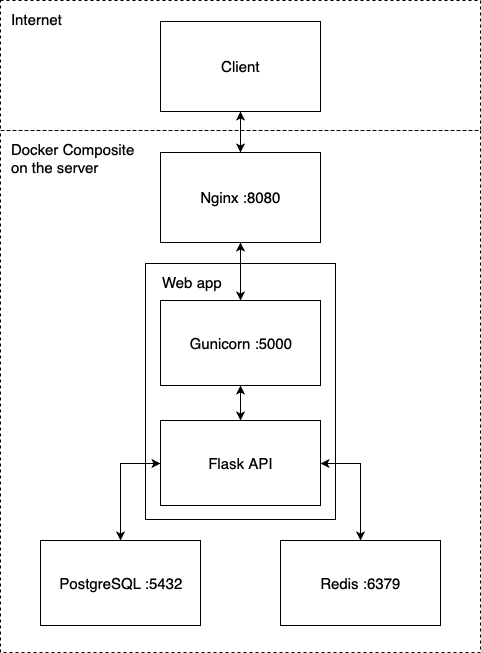 Internet
Client
Docker Composite
on the server
Nginx :8080
Web app
Gunicorn :5000
Flask API
PostgreSQL :5432
Redis :6379